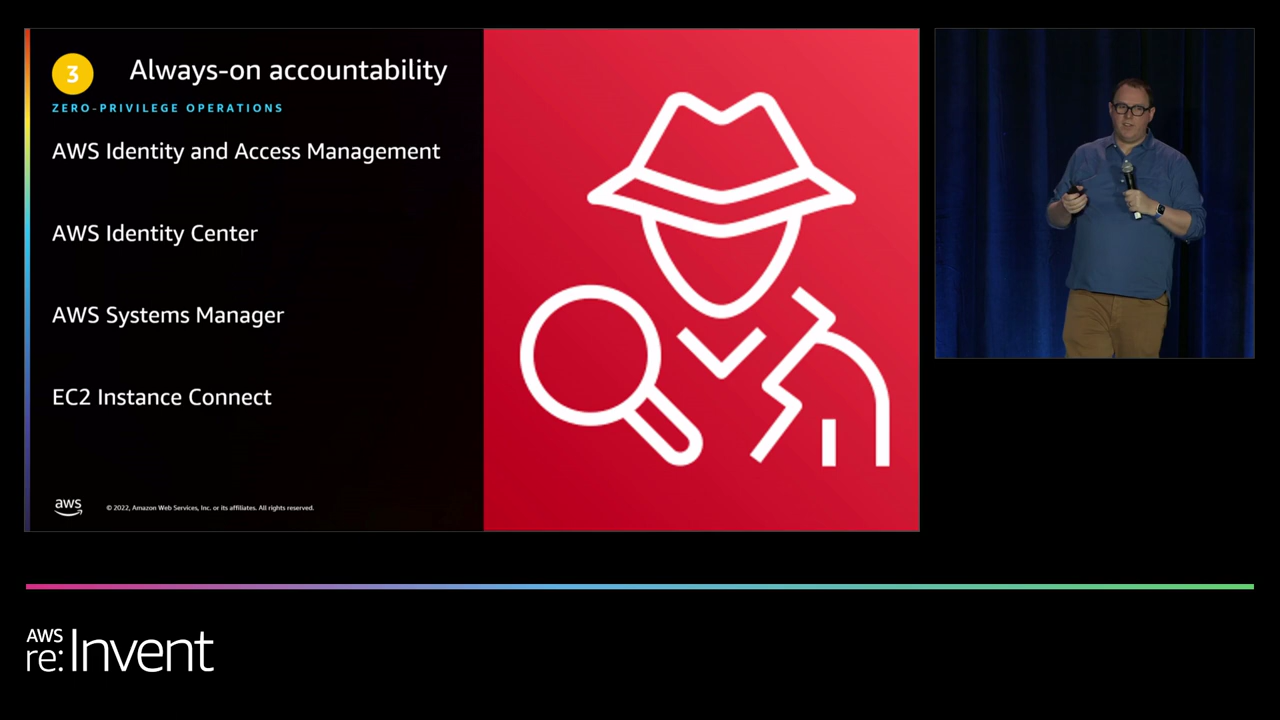 3
Always-on accountability
ZERO-PRIVILEGE OPERATIONS
AWS Identity and Access Management
AWS Identity Center
AWS Systems Manager
EC2 Instance Connect
aws
© 2022, Amazon Web Services, Inc. or its affiliates. All rights reserved.
AWS
re:Invent